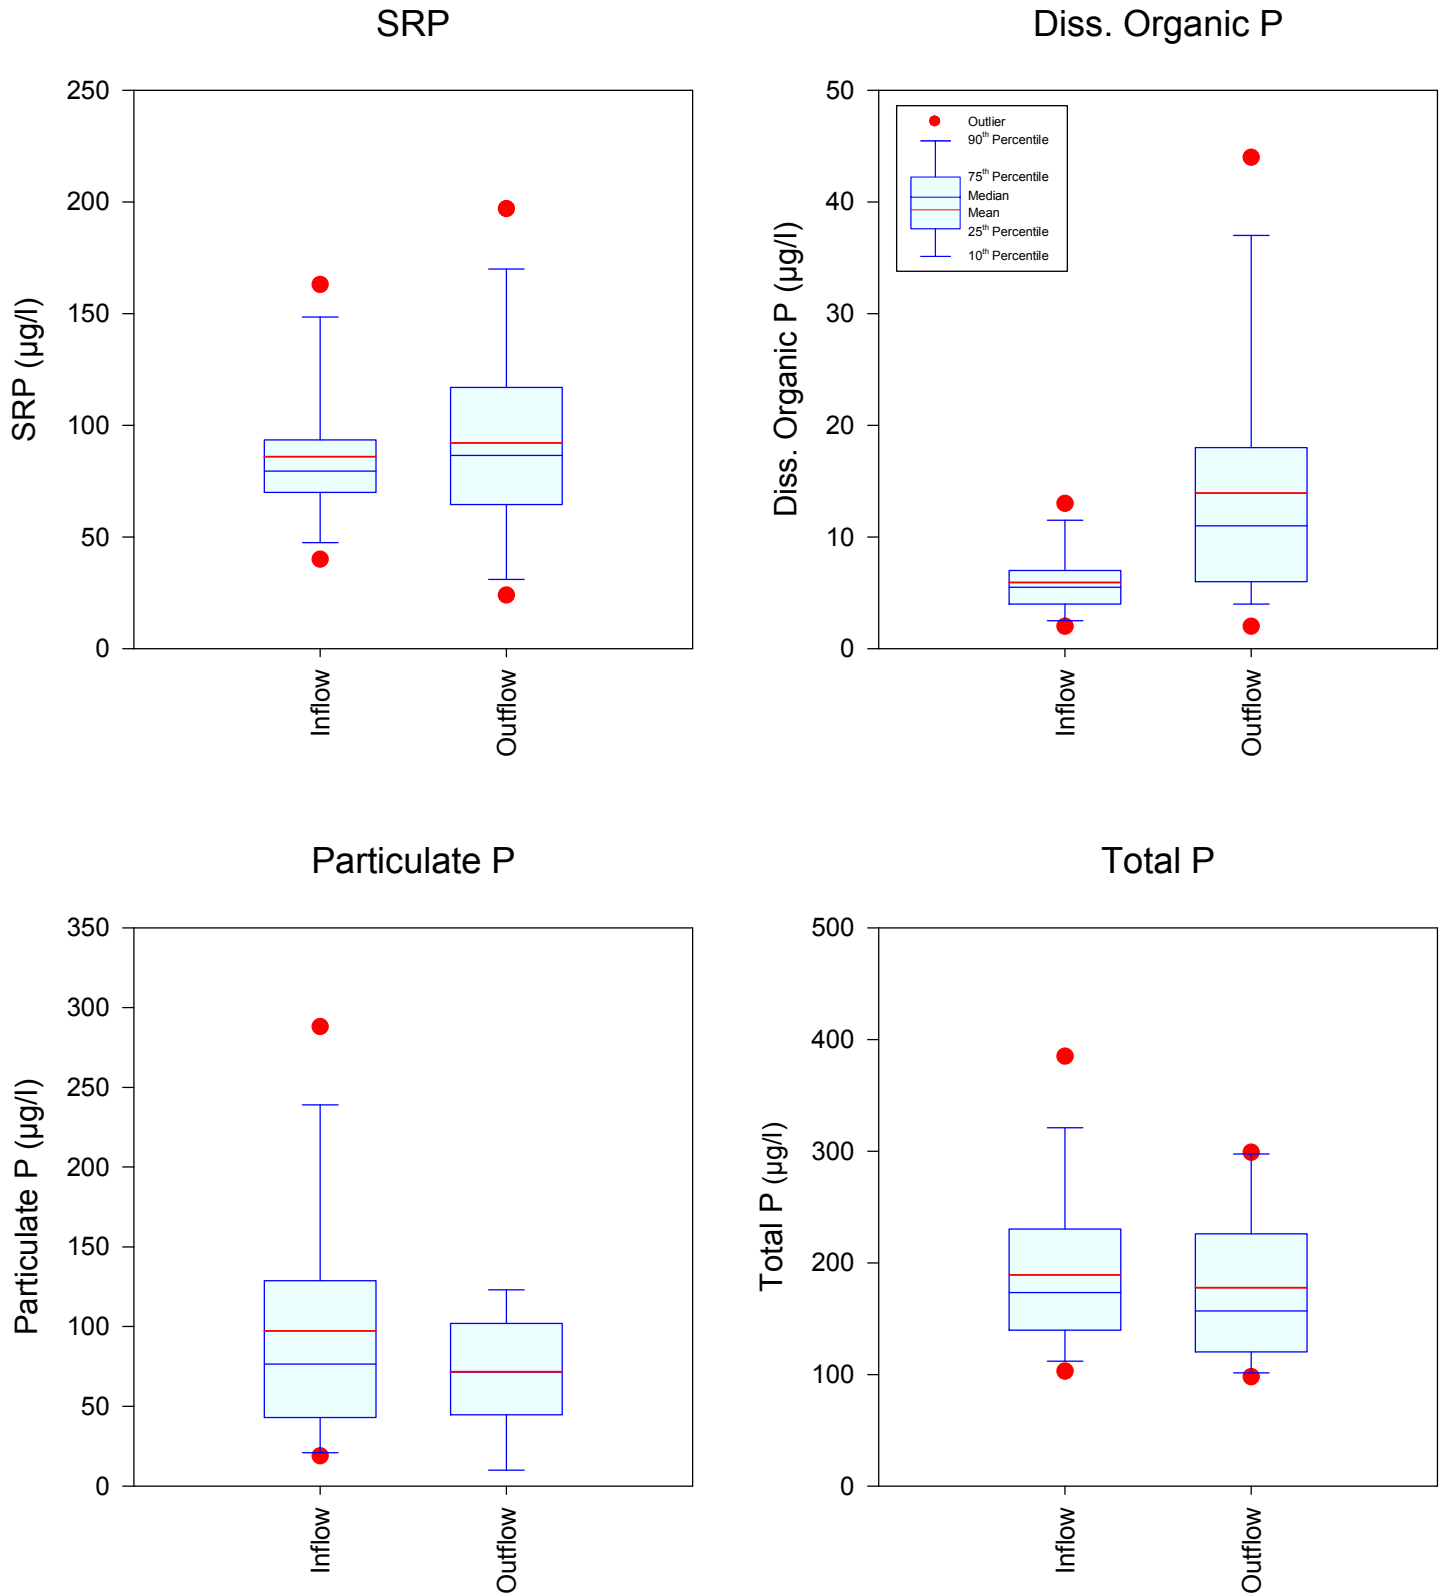 SRP
SRP (µg/l)
250
200
150
100
50
0
Inflow
Outflow
Diss. Organic P
Diss. Organic P (µg/l)
50
40
30
20
10
0
Outlier
90th Percentile
75th Percentile
Median
Mean
25th Percentile
10th Percentile
Inflow
Outflow
Particulate P
Particulate P (µg/l)
350
300
250
200
150
100
50
0
Inflow
Outflow
Total P
Total P (µg/l)
500
400
300
200
100
0
Inflow
Outflow